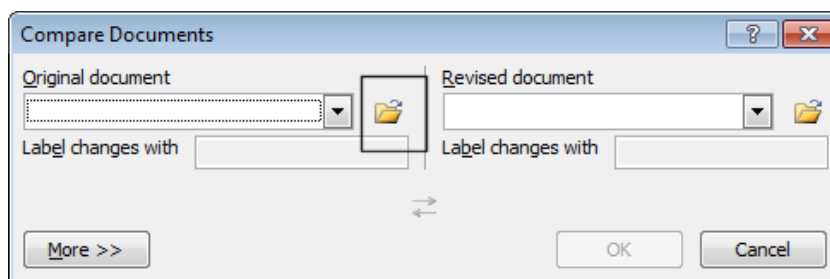 Compare Documents
Original document
Revised document
Label changes with
Label changes with
More >>
OK
Cancel